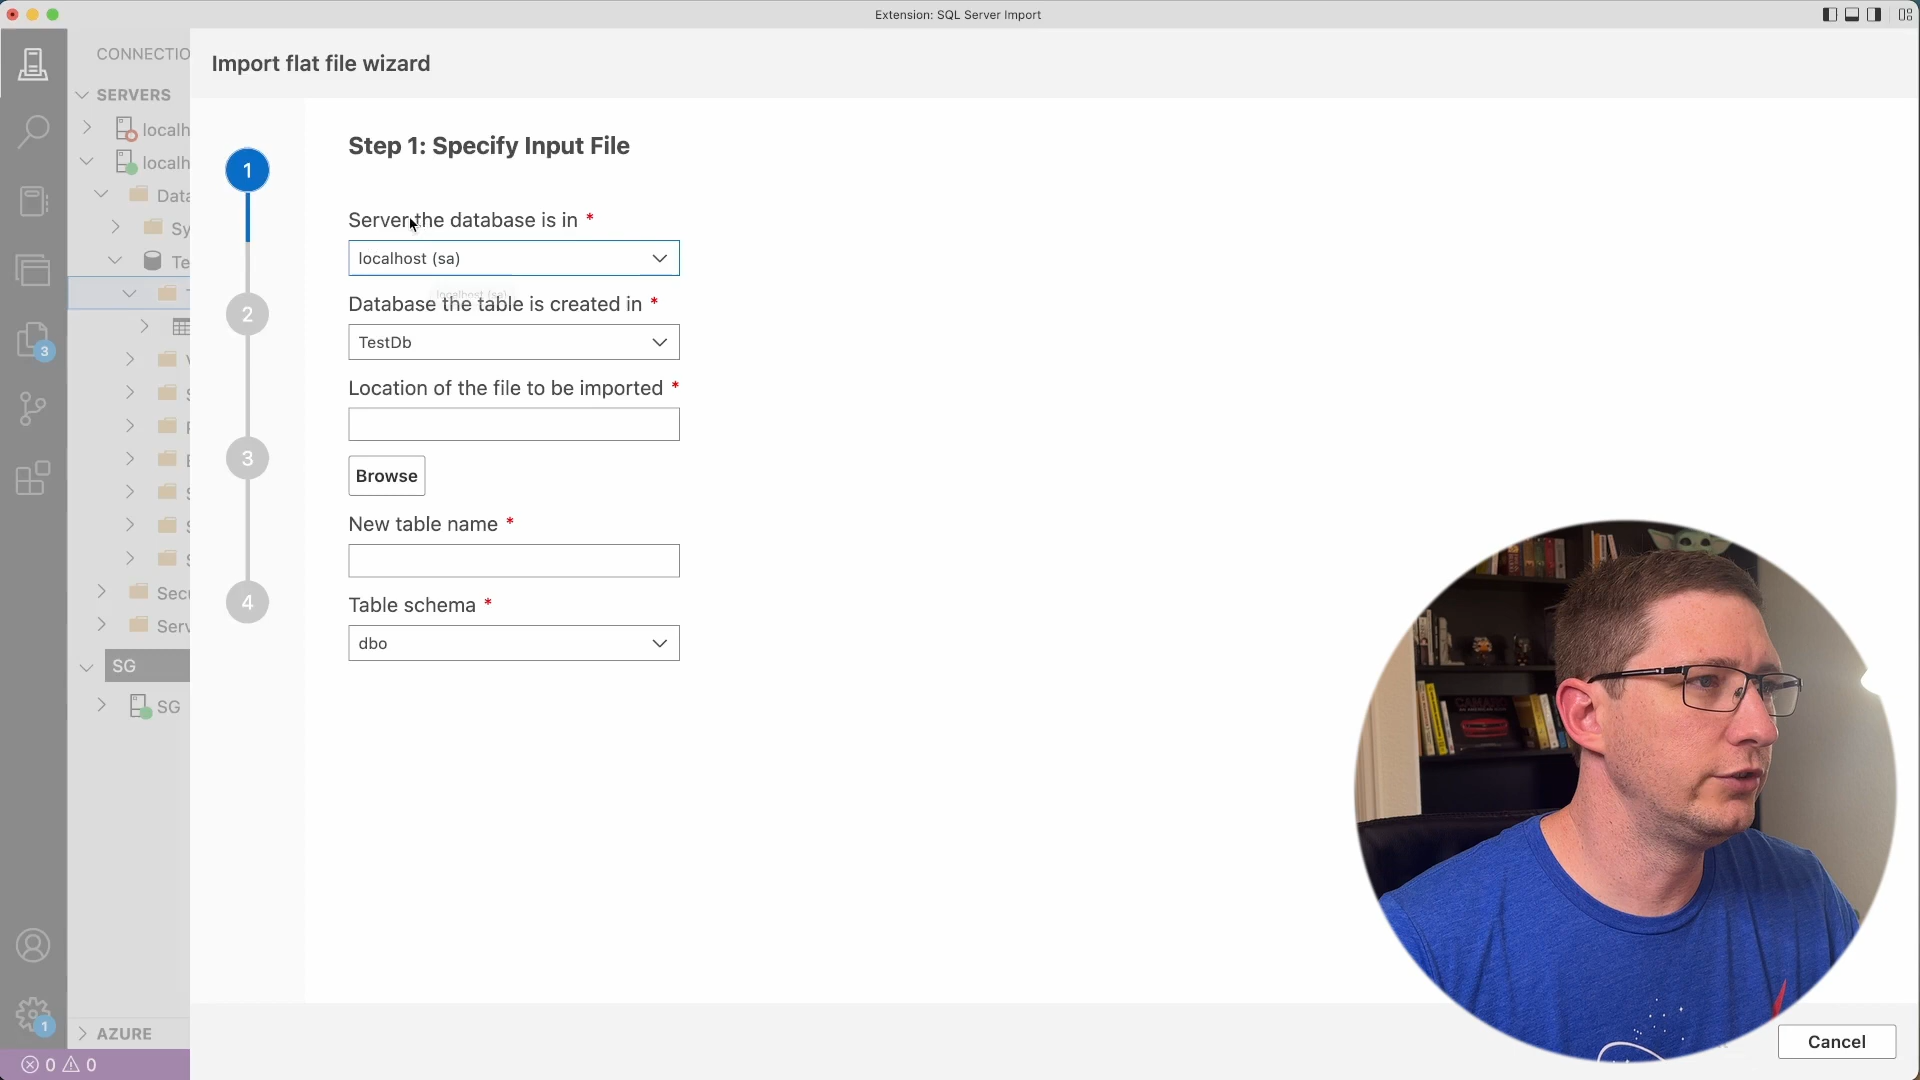 Extension: SQL Server Import
CONNECTIO
Import flat file wizard
SERVERS
localh
localh
Data
Sy
Te
3
Secu
Serv
SG
SG
AZURE
1
0 0
1
2
3
4
Step 1: Specify Input File
Server the database is in *
localhost (sa)
localhost (sa)
Database the table is created in *
TestDb
Location of the file to be imported *
Browse
New table name *
Table schema *
dbo
CAMARO
Cancel